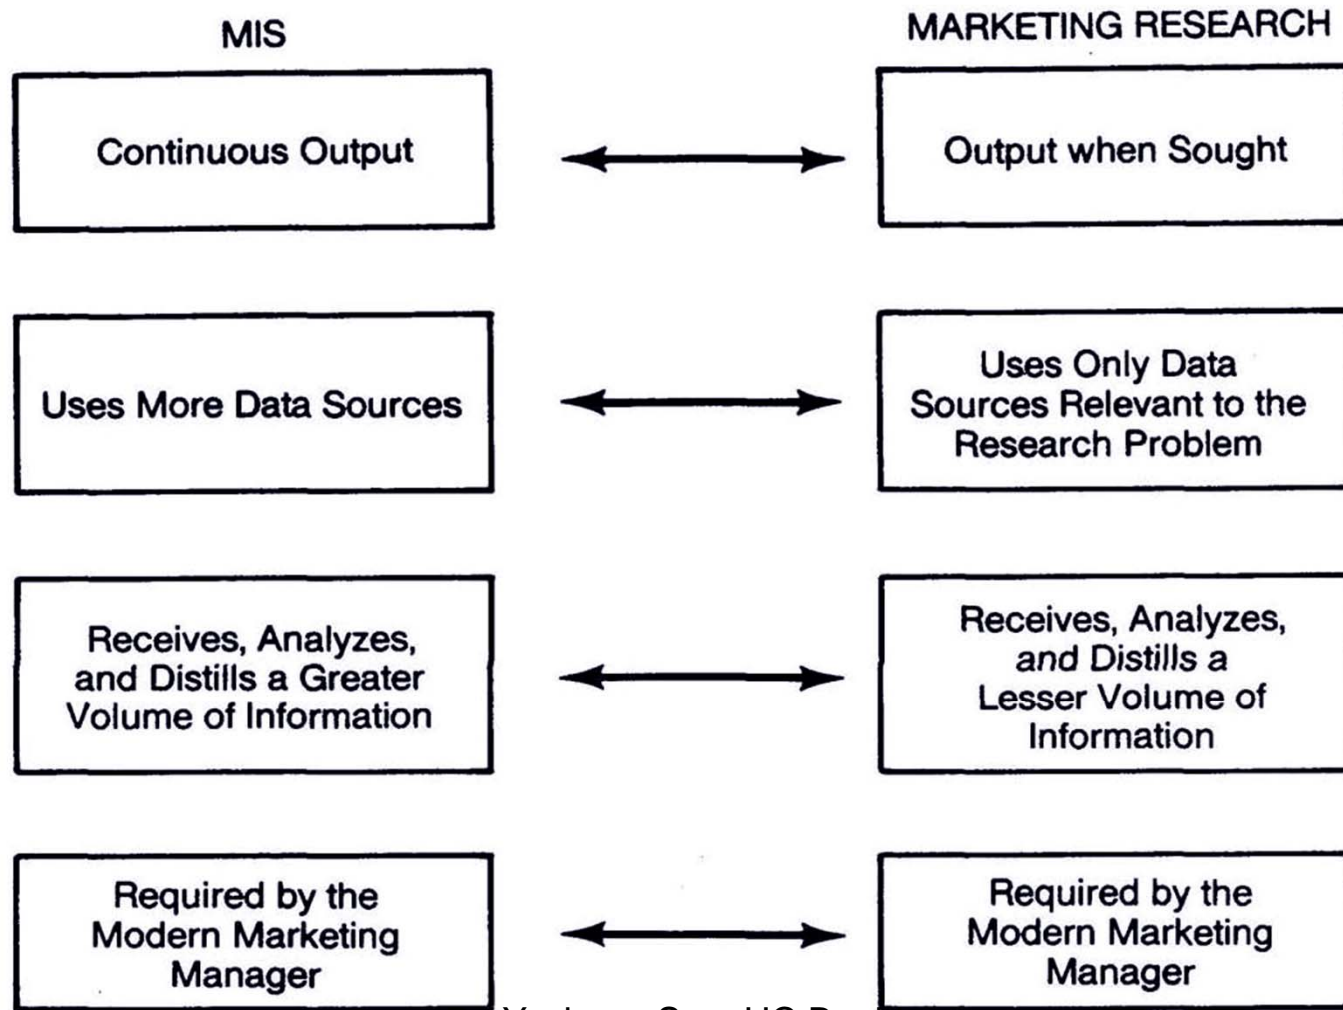 MIS
MARKETING RESEARCH
Continuous Output
Output when Sought
Uses More Data Sources
Uses Only Data
Sources Relevant to the
Research Problem
Receives, Analyzes,
and Distills a Greater
Volume of Information
Receives, Analyzes,
and Distills a
Lesser Volume of
Information
Required by the
Modern Marketing
Manager
Required by the
Modern Marketing
Manager